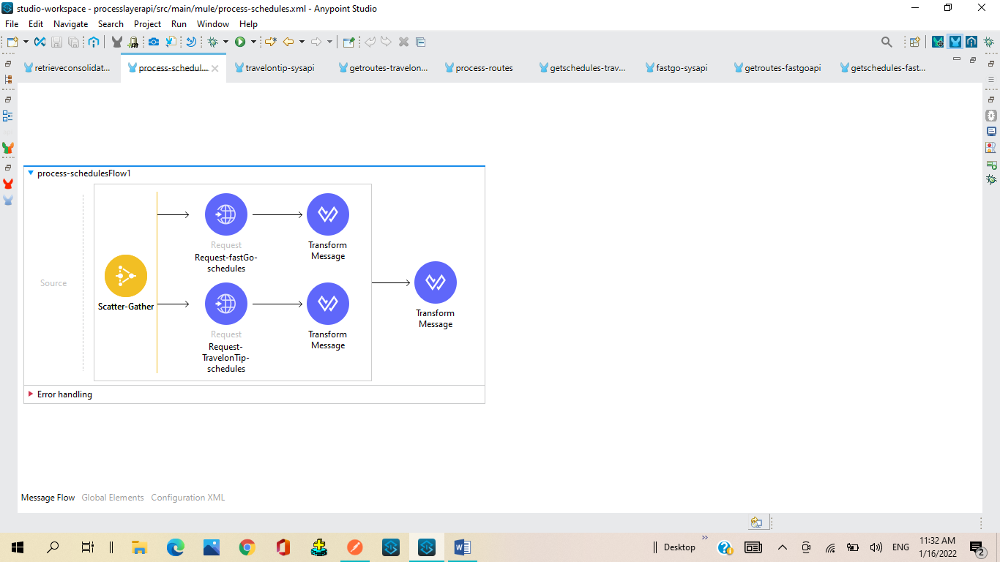 studio-workspace - processlayerapi/src/main/mule/process-schedules.xml - Anypoint Studio
File Edit Navigate Search Project Run Window Help
retrieveconsolidat... process-schedul... travelontip-sysapi getroutes-travelon... process-routes getschedules-trav... fastgo-sysapi getroutes-fastgoapi getschedules-fast...
process-schedulesFlow1
Source
Scatter-Gather
Request
Request-fastGo-
schedules
Transform
Message
Request
Request-
TravelonTip-
schedules
Transform
Message
Transform
Message
Error handling
Message Flow Global Elements Configuration XML
Desktop
ENG
11:32 AM
1/16/2022
2